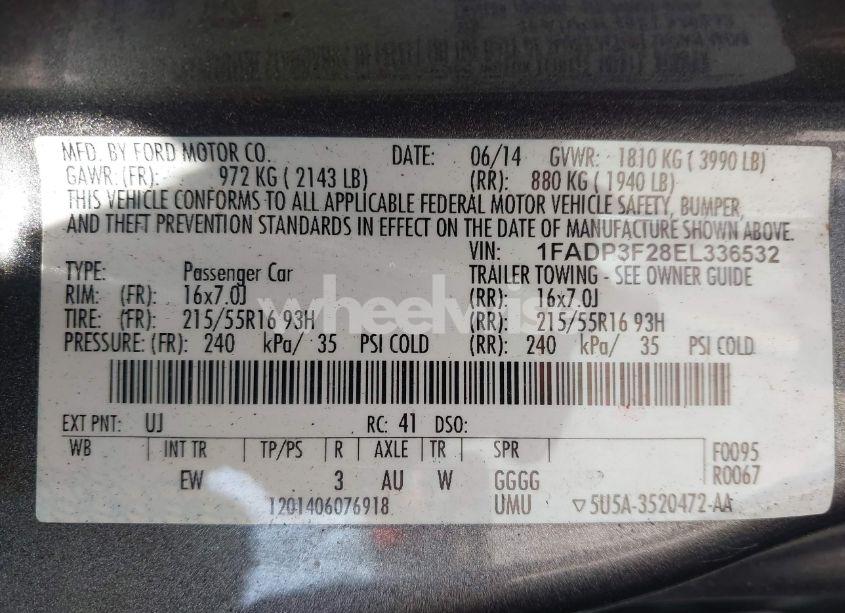 MFD. BY FORD MOTOR CO. DATE: 06/14 GVWR: 1810 KG ( 3990 LB)
GAWR: (FR): 972 KG ( 2143 LB) (RR): 880 KG ( 1940 LB)
THIS VEHICLE CONFORMS TO ALL APPLICABLE FEDERAL MOTOR VEHICLE SAFETY, BUMPER,
AND THEFT PREVENTION STANDARDS IN EFFECT ON THE DATE OF MANUFACTURE SHOWN ABOVE.
VIN: 1FADP3F28EL336532
TYPE: Passenger Car TRAILER TOWING - SEE OWNER GUIDE
RIM: (FR): 16x7.0J (RR): 16x7.0J
TIRE: (FR): 215/55R16 93H (RR): 215/55R16 93H
PRESSURE: (FR): 240 kPa/ 35 PSI COLD (RR): 240 kPa/ 35 PSI COLD
EXT PNT: UJ RC: 41 DSO:
WB INT TR TP/PS R AXLE TR SPR F0095
EW 3 AU W GGGG R0067
1201406076918 UMU ▽5U5A-3520472-AA